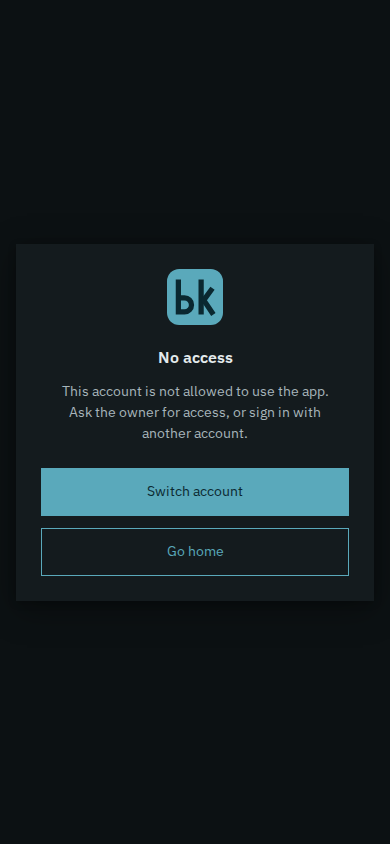 bk
No access
This account is not allowed to use the app.
Ask the owner for access, or sign in with
another account.
Switch account
Go home